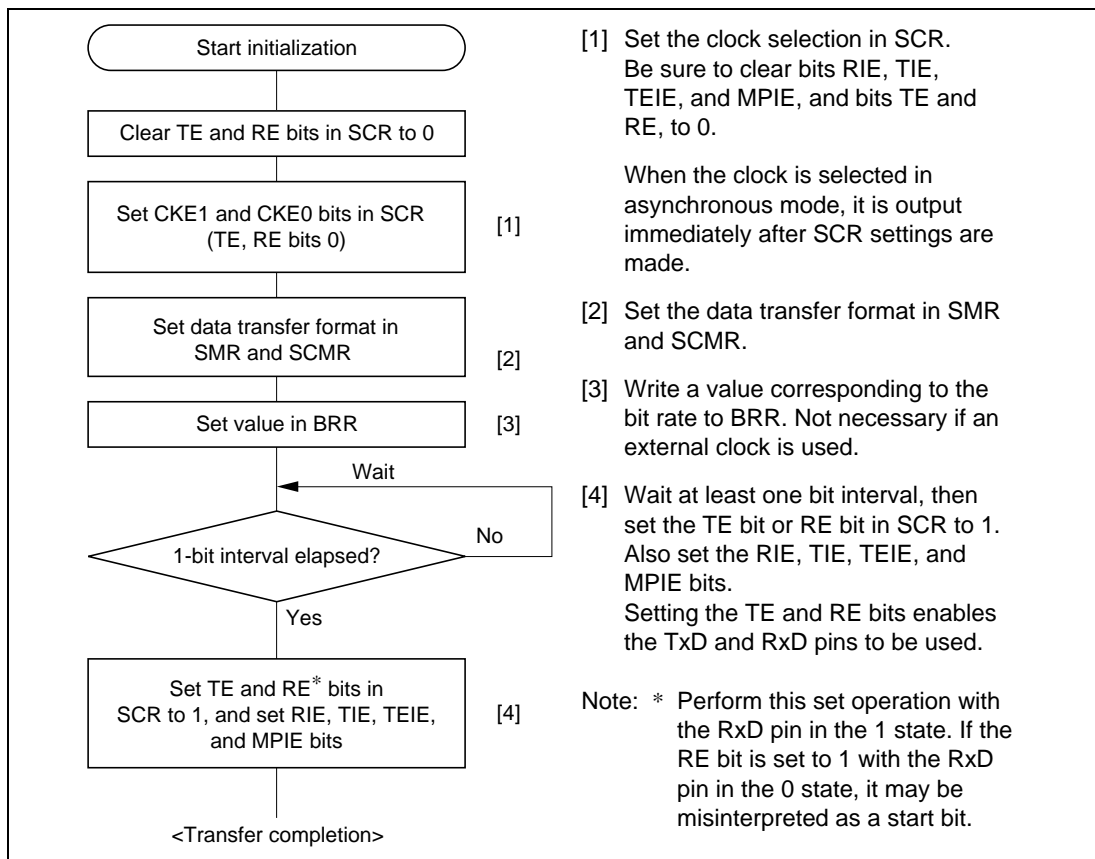 Start initialization
Clear TE and RE bits in SCR to 0
Set CKE1 and CKE0 bits in SCR
(TE, RE bits 0)
[1]
Set data transfer format in
SMR and SCMR
[2]
Set value in BRR
[3]
Wait
1-bit interval elapsed?
No
Yes
Set TE and RE* bits in
SCR to 1, and set RIE, TIE, TEIE,
and MPIE bits
[4]
<Transfer completion>
[1] Set the clock selection in SCR.
Be sure to clear bits RIE, TIE,
TEIE, and MPIE, and bits TE and
RE, to 0.
When the clock is selected in
asynchronous mode, it is output
immediately after SCR settings are
made.
[2] Set the data transfer format in SMR
and SCMR.
[3] Write a value corresponding to the
bit rate to BRR. Not necessary if an
external clock is used.
[4] Wait at least one bit interval, then
set the TE bit or RE bit in SCR to 1.
Also set the RIE, TIE, TEIE, and
MPIE bits.
Setting the TE and RE bits enables
the TxD and RxD pins to be used.
Note: * Perform this set operation with
the RxD pin in the 1 state. If the
RE bit is set to 1 with the RxD
pin in the 0 state, it may be
misinterpreted as a start bit.